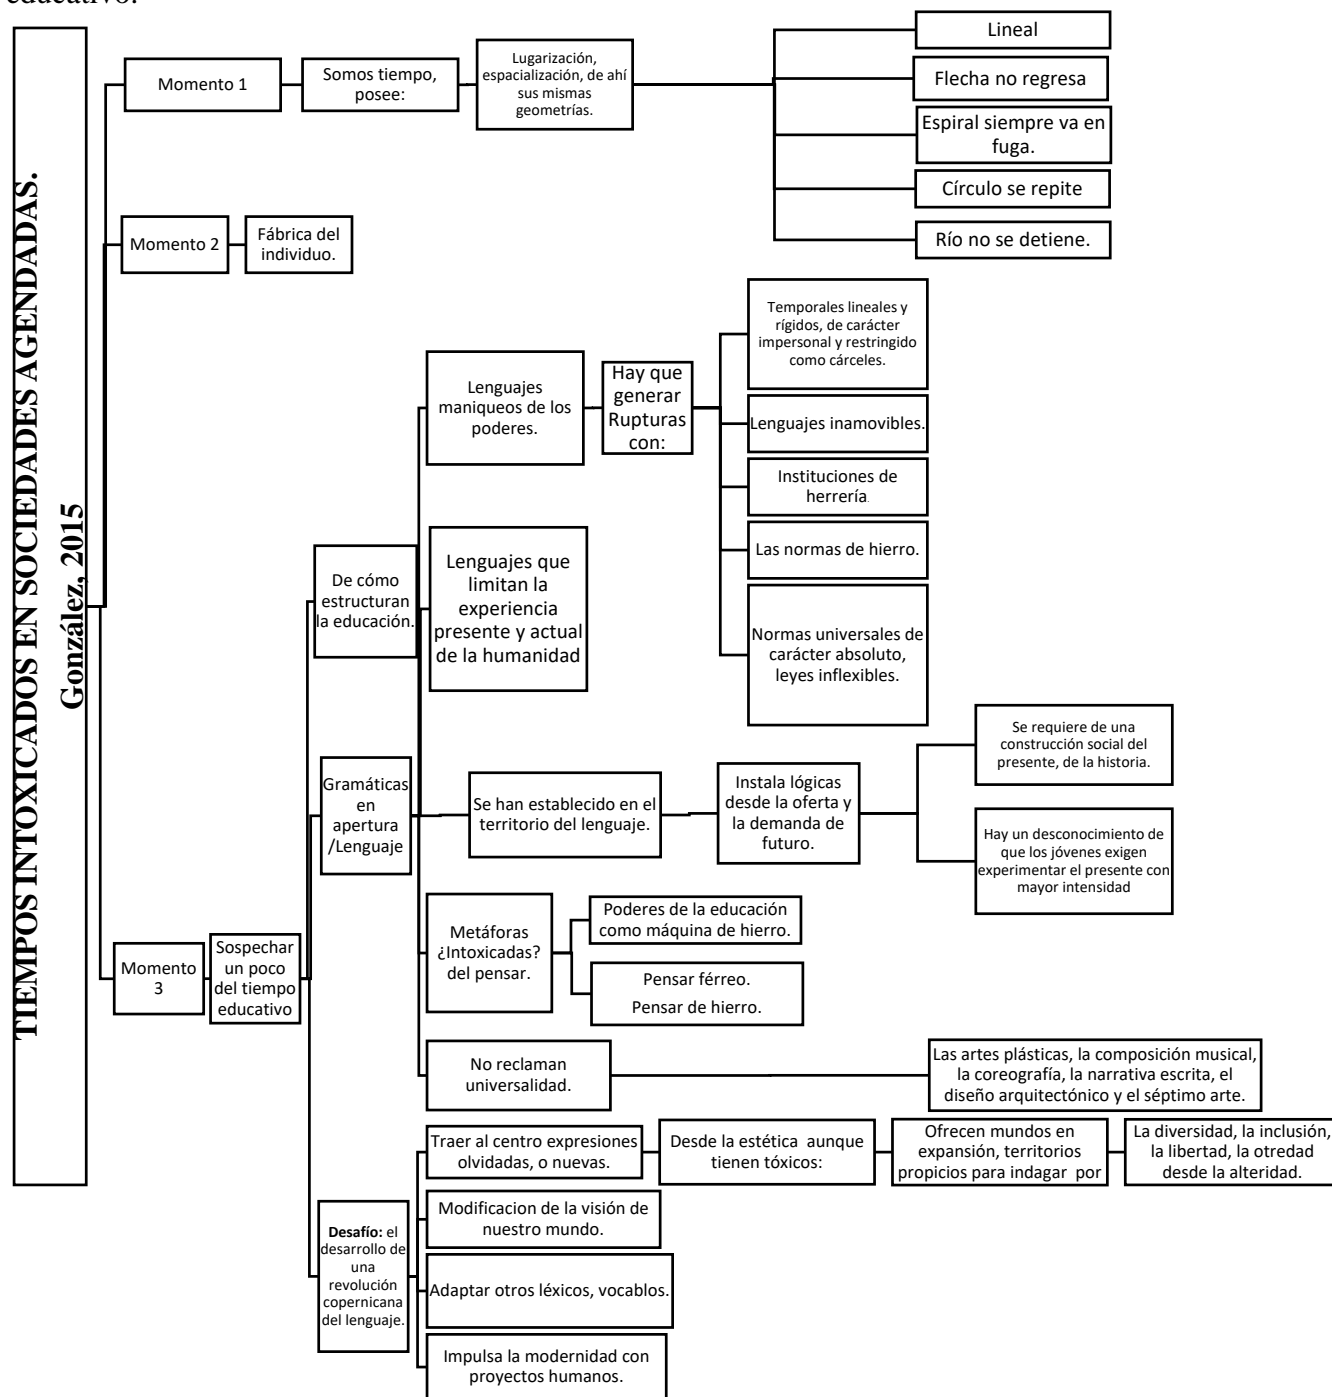 educativo.
TIEMPOS INTOXICADOS EN SOCIEDADES AGENDADAS.
González, 2015
Momento 1
Somos tiempo,
posee:
Lugarización,
espacialización, de ahí
sus mismas
geometrías.
Lineal
Flecha no regresa
Espiral siempre va en
fuga.
Círculo se repite
Río no se detiene.
Momento 2
Fábrica del
individuo.
Momento
3
Sospechar
un poco
del tiempo
educativo
De cómo
estructuran
la educación.
Lenguajes
maniqueos de los
poderes.
Hay que
generar
Rupturas
con:
Temporales lineales y
rígidos, de carácter
impersonal y restringido
como cárceles.
Lenguajes inamovibles.
Instituciones de
herrería.
Las normas de hierro.
Normas universales de
carácter absoluto,
leyes inflexibles.
Lenguajes que
limitan la
experiencia
presente y actual
de la humanidad
Gramáticas
en
apertura
/Lenguaje
Se han establecido en el
territorio del lenguaje.
Instala lógicas
desde la oferta y
la demanda de
futuro.
Se requiere de una
construcción social del
presente, de la historia.
Hay un desconocimiento de
que los jóvenes exigen
experimentar el presente con
mayor intensidad
Metáforas
¿Intoxicadas?
del pensar.
Poderes de la educación
como máquina de hierro.
Pensar férreo.
Pensar de hierro.
No reclaman
universalidad.
Las artes plásticas, la composición musical,
la coreografía, la narrativa escrita, el
diseño arquitectónico y el séptimo arte.
Desafío: el
desarrollo de
una
revolución
copernicana
del lenguaje.
Traer al centro expresiones
olvidadas, o nuevas.
Desde la estética aunque
tienen tóxicos:
Ofrecen mundos en
expansión, territorios
propicios para indagar por
La diversidad, la inclusión,
la libertad, la otredad
desde la alteridad.
Modificacion de la visión de
nuestro mundo.
Adaptar otros léxicos, vocablos.
Impulsa la modernidad con
proyectos humanos.